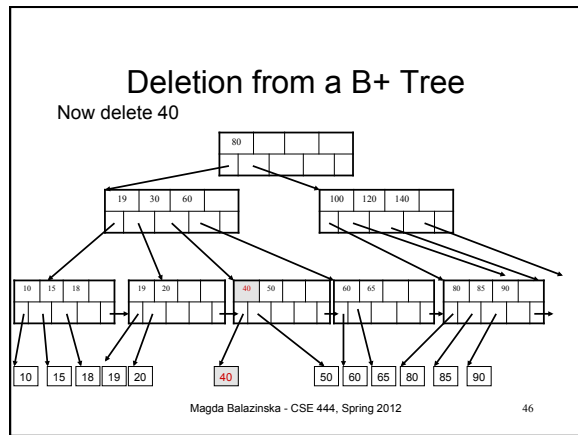 Deletion from a B+ Tree
Now delete 40
80
19 30 60
100 120 140
10 15 18
19 20
40 50
60 65
80 85 90
10 15 18 19 20 40 50 60 65 80 85 90
Magda Balazinska - CSE 444, Spring 2012 46